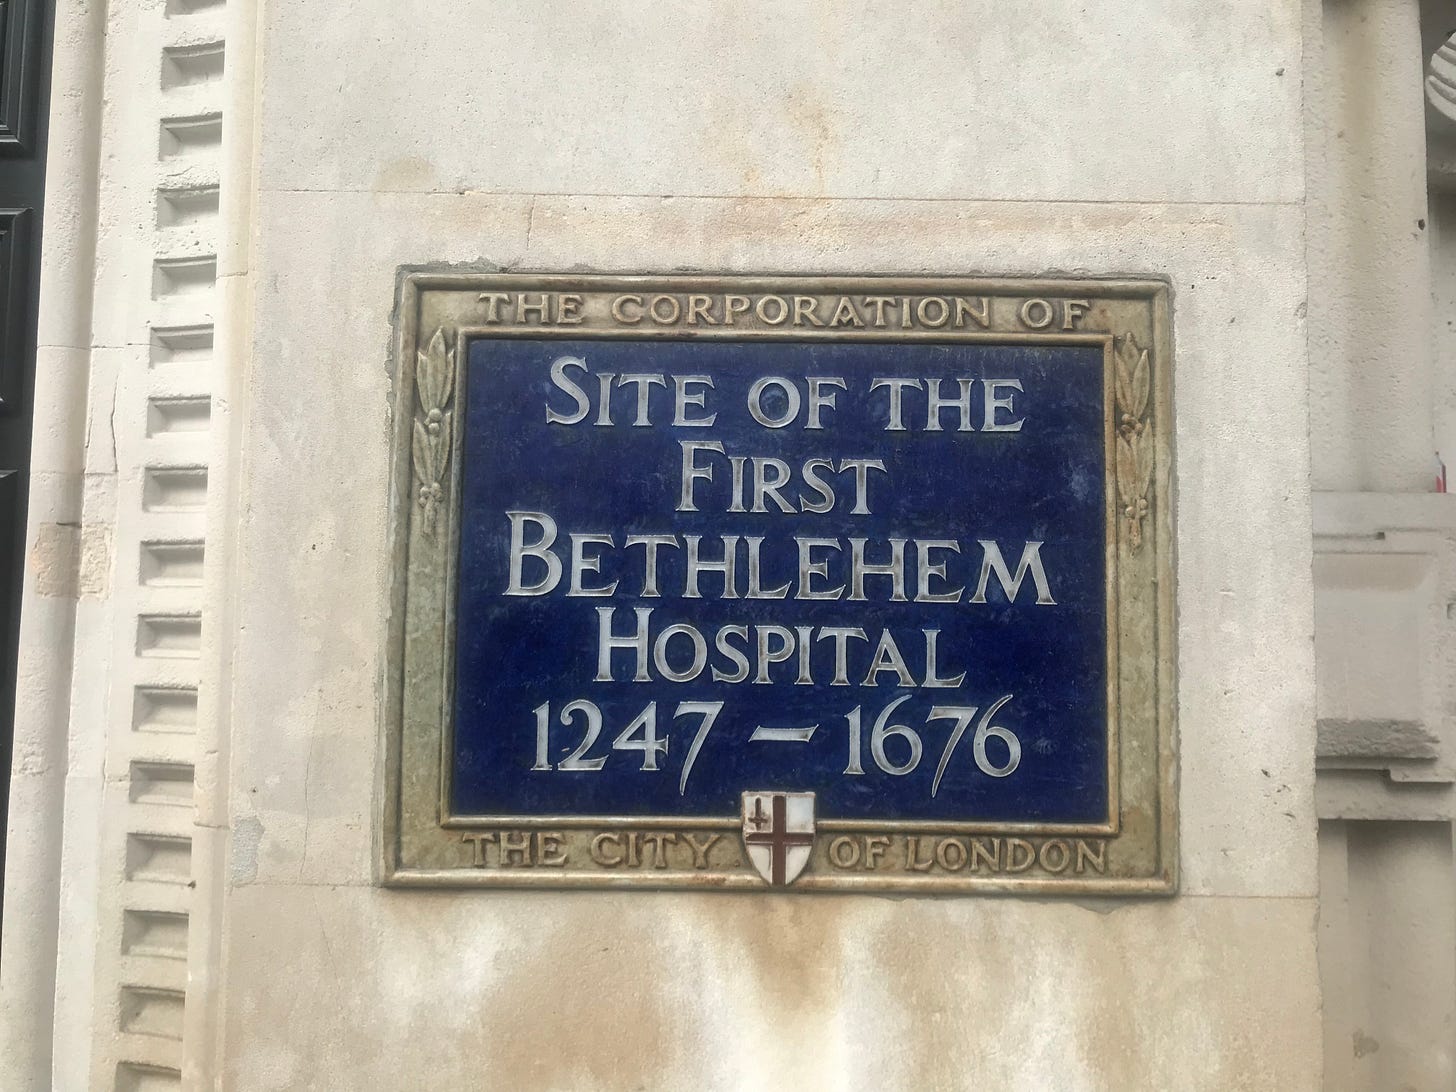 THE CORPORATION OF
SITE OF THE
FIRST
BETHLEHEM
HOSPITAL
1247 – 1676
THE CITY OF LONDON